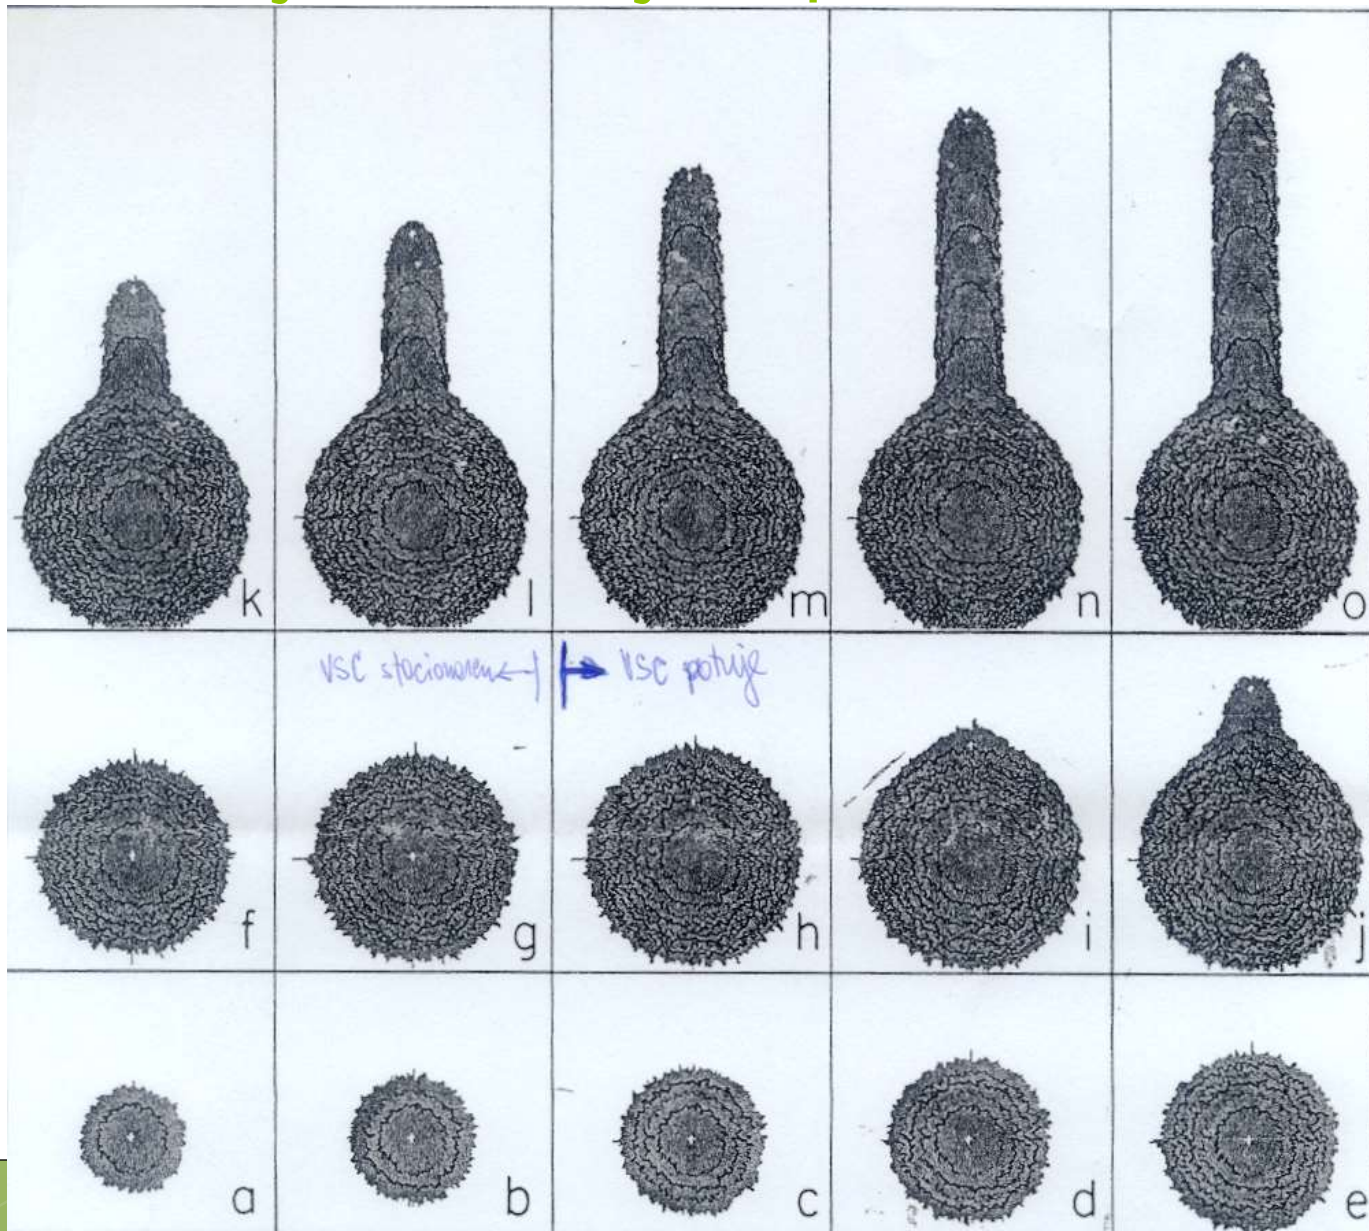 k l m n o
VSC stacionaren ← | → VSC potuje
f g h i j
a b c d e